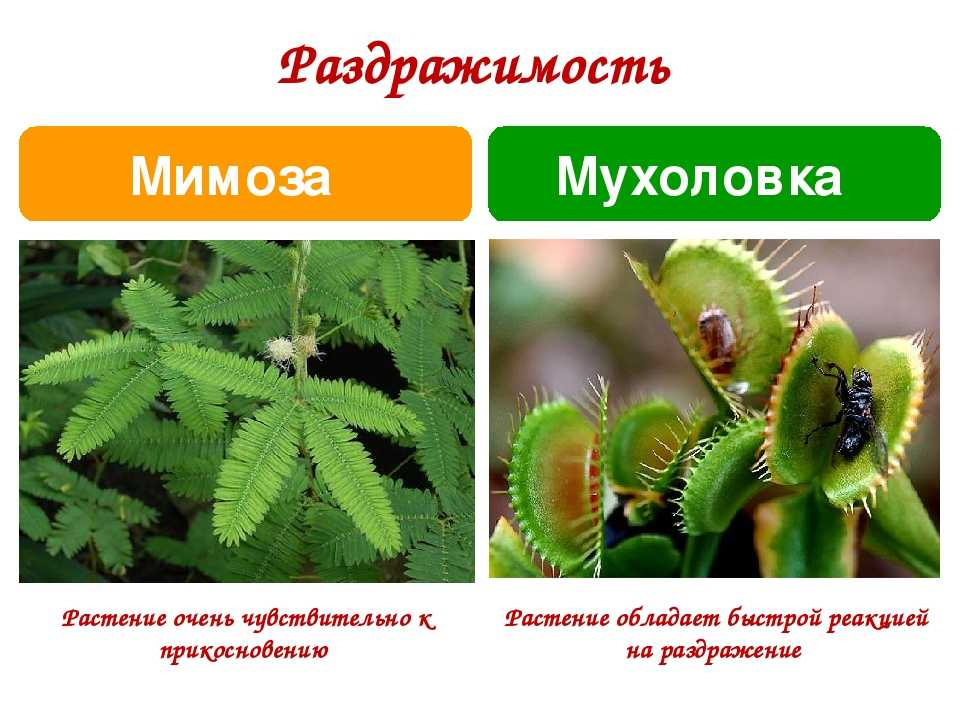 Раздражимость
Мимоза
Мухоловка
Растение очень чувствительно к
прикосновению
Растение обладает быстрой реакцией
на раздражение